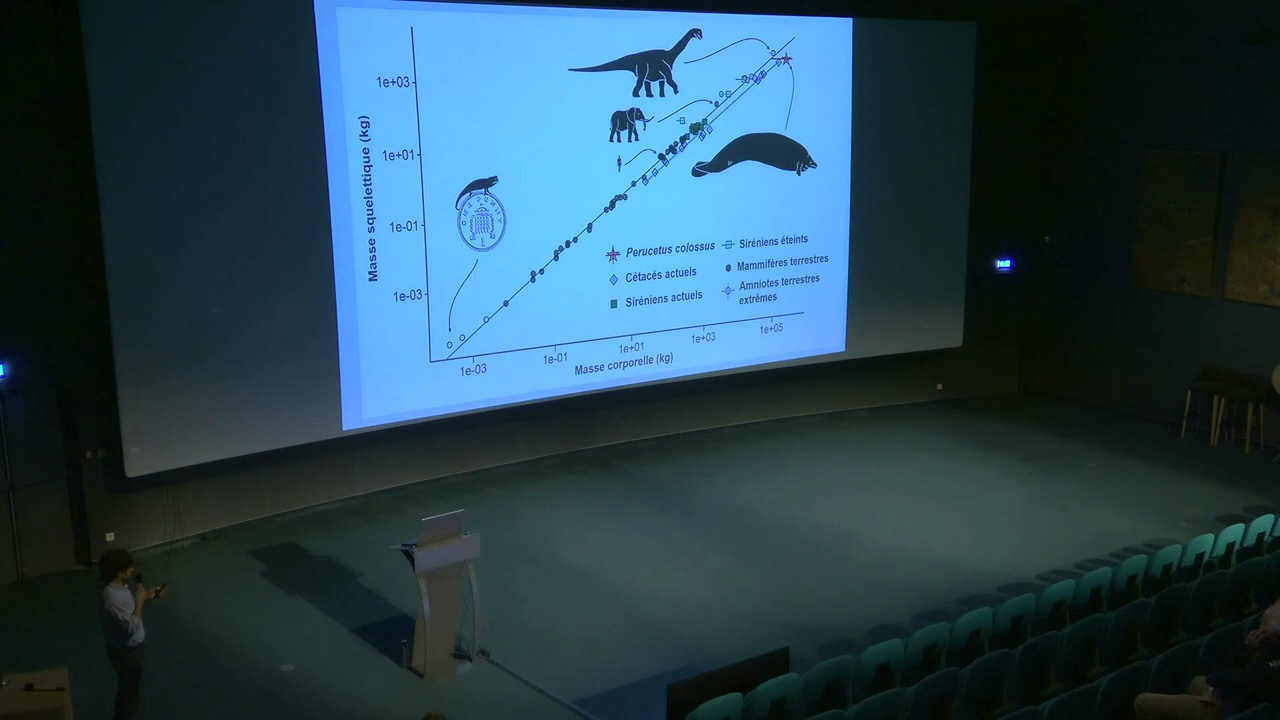 1e+03
1e+01
1e-01
1e-03
Masse squelettique (kg)
Perucetus colossus
Cétacés actuels
Siréniens actuels
Siréniens éteints
Mammifères terrestres
Amniotes terrestres
extrêmes
1e-03
1e-01
1e+01
1e+03
1e+05
Masse corporelle (kg)